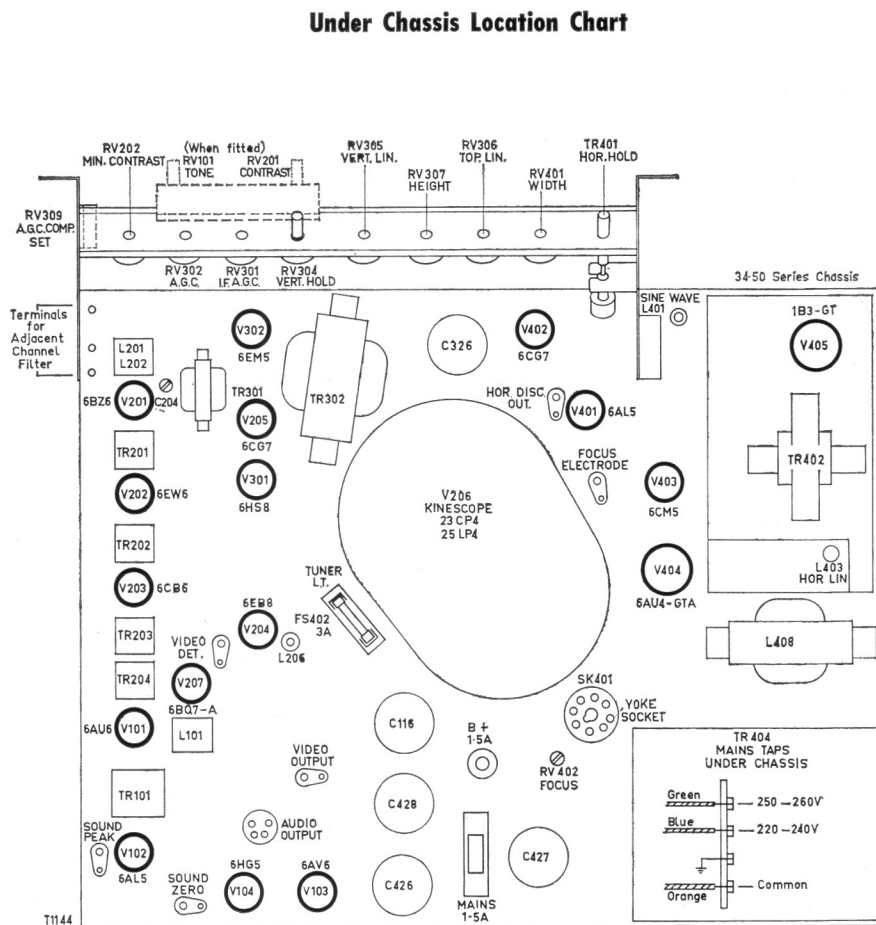 Under Chassis Location Chart
RV202
MIN. CONTRAST
(When fitted)
RV101
TONE
RV201
CONTRAST
RV305
VERT. LIN.
RV307
HEIGHT
RV306
TOP. LIN.
RV401
WIDTH
TR401
HOR. HOLD
RV309
A.G.C. COMP.
SET
RV302
A.G.C.
RV301
I.F. A.G.C.
RV304
VERT. HOLD
34-50 Series Chassis
Terminals
for
Adjacent
Channel
Filter
L201
L202
V302
6EM5
C326
V402
6CG7
SINE WAVE
L401
1B3-GT
V405
6BZ6
V201
C204
TR301
V205
6CG7
TR302
HOR. DISC.
OUT.
V401
6AL5
TR201
V301
6HS8
FOCUS
ELECTRODE
TR402
V202
6EW6
V206
KINESCOPE
23 CP4
25 LP4
V403
6CM5
TR202
V203
6CB6
TUNER
L.T.
FS402
3A
V404
6AU4-GTA
L403
HOR LIN
6EB8
V204
L206
TR203
VIDEO
DET.
L408
TR204
V207
6BQ7-A
SK401
YOKE
SOCKET
6AU6
V101
L101
C116
B+
1·5A
VIDEO
OUTPUT
RV402
FOCUS
TR 404
MAINS TAPS
UNDER CHASSIS
Green
250 – 260V
Blue
220 – 240V
Orange
Common
TR101
C428
AUDIO
OUTPUT
SOUND
PEAK
V102
6AL5
C427
SOUND
ZERO
6HG5
V104
6AV6
V103
C426
MAINS
1·5A
T1144